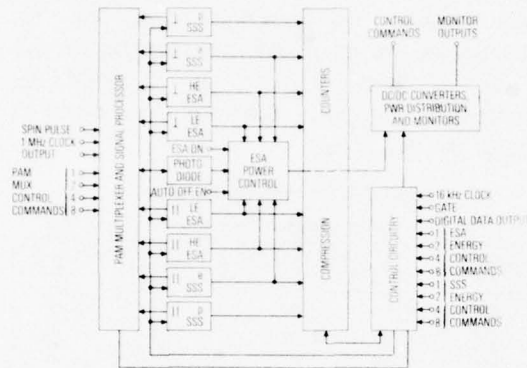 CONTROL
COMMANDS
MONITOR
OUTPUTS
⊥ e
SSS
⊥ P
SSS
⊥ HE
ESA
⊥ LE
ESA
ESA ON
PHOTO
DIODE
AUTO OFF EN
|| LE
ESA
|| HE
ESA
|| e
SSS
|| p
SSS
PAM MULTIPLEXER AND SIGNAL PROCESSOR
SPIN PULSE
1 MHz CLOCK
OUTPUT
PAM 1
MUX 2
CONTROL 4
COMMANDS 8
ESA
POWER
CONTROL
COUNTERS
COMPRESSION
DC/DC CONVERTERS,
PWR DISTRIBUTION
AND MONITORS
CONTROL CIRCUITRY
16 kHz CLOCK
GATE
DIGITAL DATA OUTPUT
1 ESA
2 ENERGY
4 CONTROL
8 COMMANDS
1 SSS
2 ENERGY
4 CONTROL
8 COMMANDS